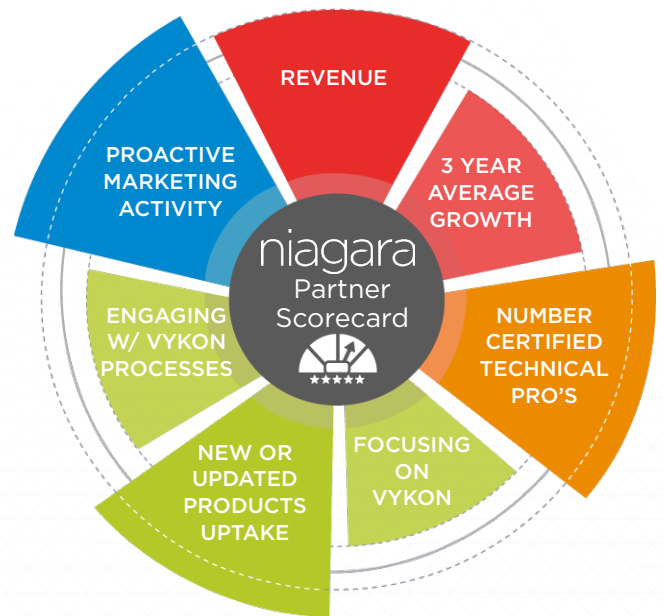 REVENUE
3 YEAR
AVERAGE
GROWTH
NUMBER
CERTIFIED
TECHNICAL
PRO'S
FOCUSING
ON
VYKON
NEW OR
UPDATED
PRODUCTS
UPTAKE
ENGAGING
W/ VYKON
PROCESSES
PROACTIVE
MARKETING
ACTIVITY
niagara
Partner
Scorecard